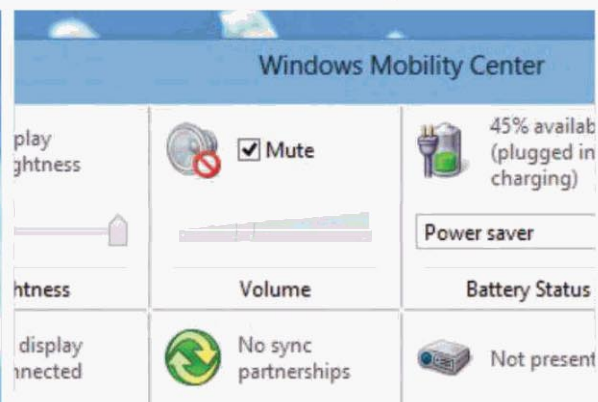 Windows Mobility Center
play
ghtness
Mute
45% availab
(plugged in
charging)
Power saver
htness
Volume
Battery Status
display
nnected
No sync
partnerships
Not present